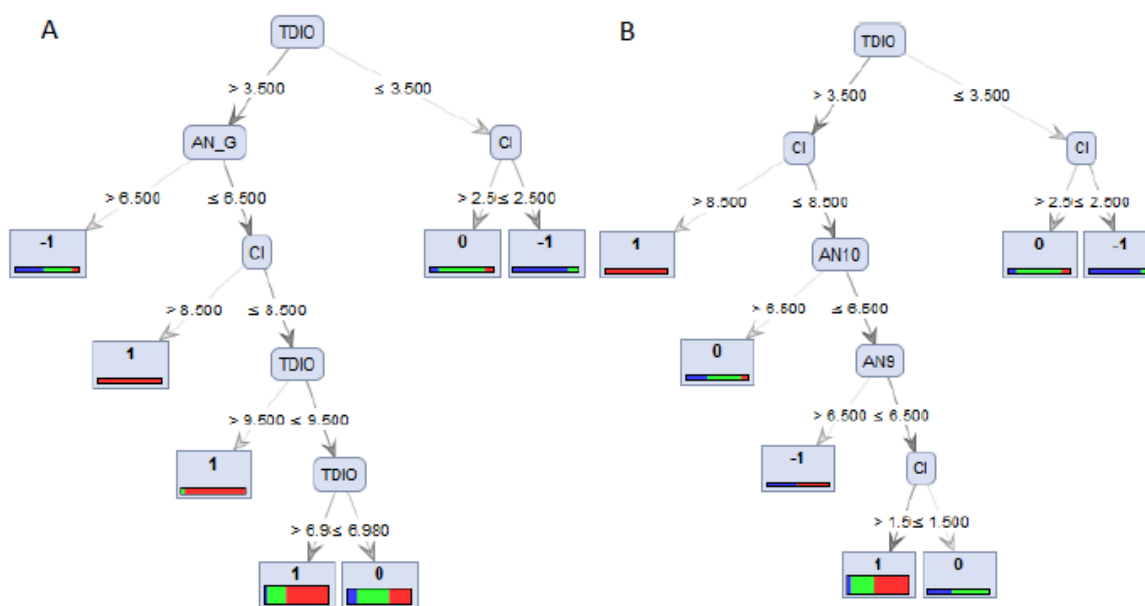 A
TDIO
B
TDIO
> 3.500
≤ 3.500
> 3.500
≤ 3.500
AN_G
CI
CI
CI
> 6.500
≤ 6.500
> 2.5
≤ 2.500
> 8.500
≤ 8.500
> 2.5
≤ 2.500
-1
CI
0
-1
1
AN10
0
-1
> 8.500
≤ 8.500
> 6.500
≤ 6.500
1
TDIO
0
AN9
> 9.500
≤ 9.500
> 6.500
≤ 6.500
1
TDIO
-1
CI
> 6.9
≤ 6.980
> 1.5
≤ 1.500
1
0
1
0